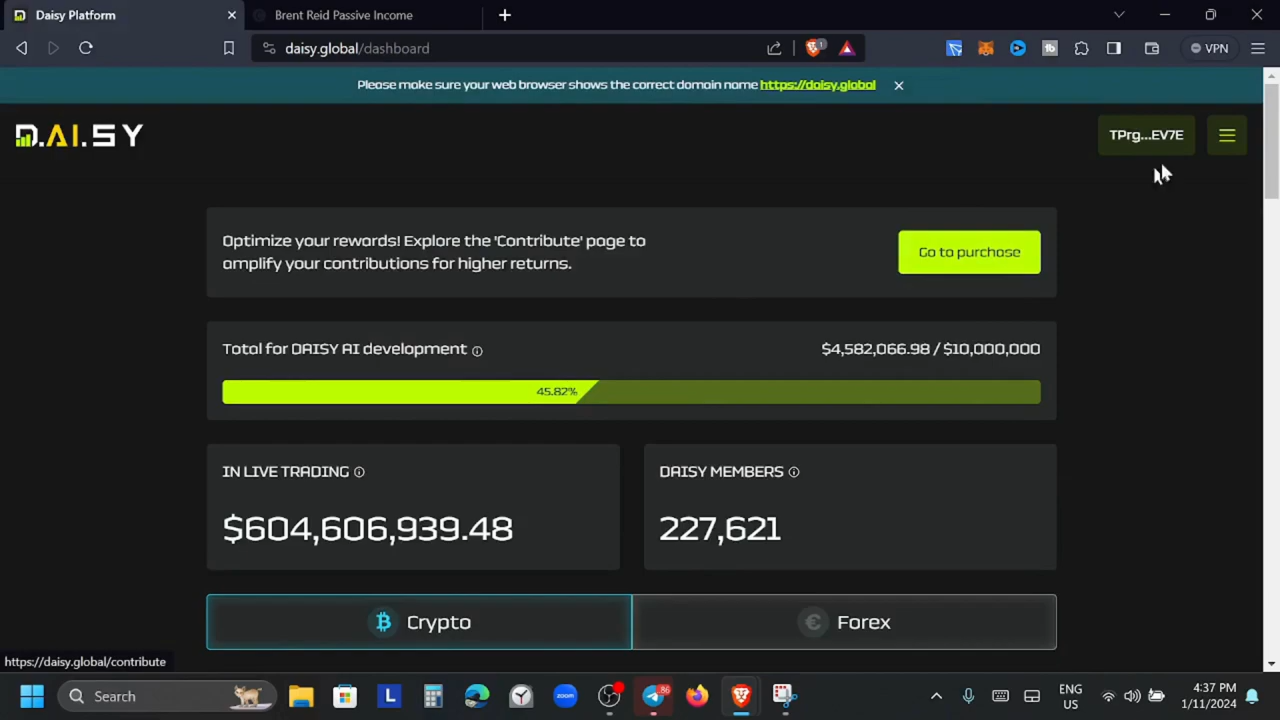 Daisy Platform
Brent Reid Passive Income
daisy.global/dashboard
1
VPN
Please make sure your web browser shows the correct domain name https://daisy.global
D.AI.SY
TPrg...EV7E
Optimize your rewards! Explore the 'Contribute' page to
amplify your contributions for higher returns.
Go to purchase
Total for DAISY AI development
$4,582,066.98 / $10,000,000
45.82%
IN LIVE TRADING
DAISY MEMBERS
$604,606,939.48
227,621
Crypto
Forex
https://daisy.global/contribute
Search
L
zoom
86
ENG
US
4:37 PM
1/11/2024